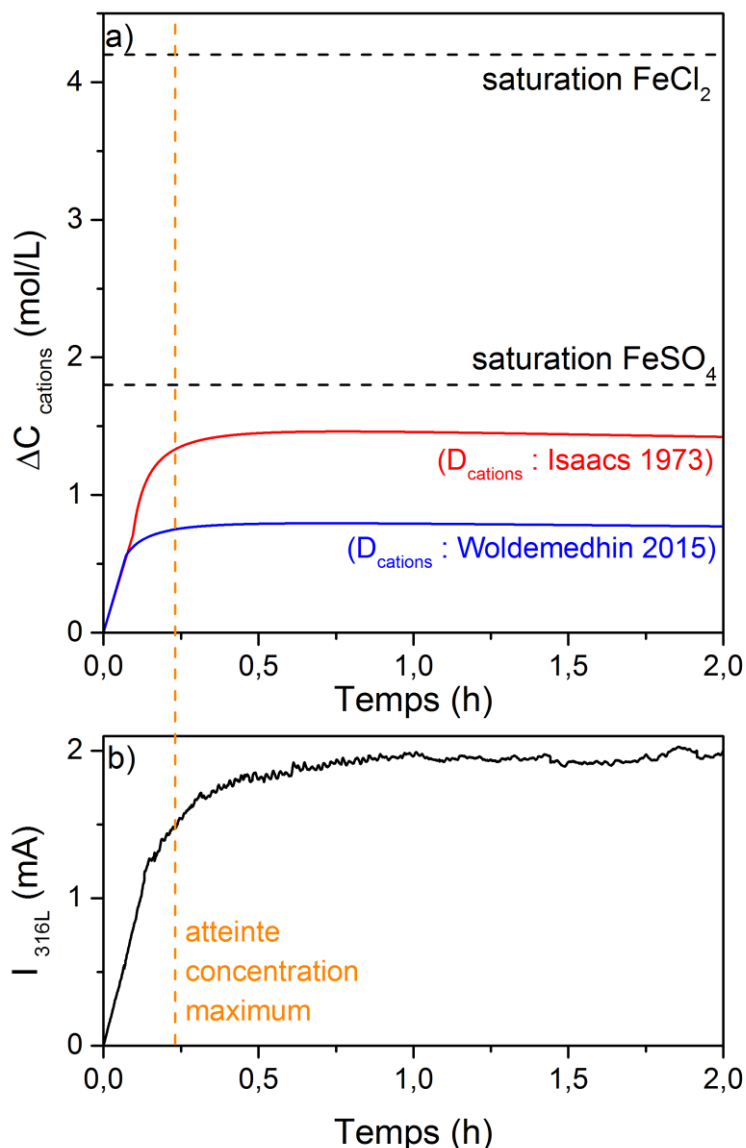 a)
saturation FeCl2
saturation FeSO4
(Dcations : Isaacs 1973)
(Dcations : Woldemedhin 2015)
ΔC cations (mol/L)
4
3
2
1
0
0,0 0,5 1,0 1,5 2,0
Temps (h)
b)
atteinte
concentration
maximum
I 316L (mA)
2
1
0
0,0 0,5 1,0 1,5 2,0
Temps (h)